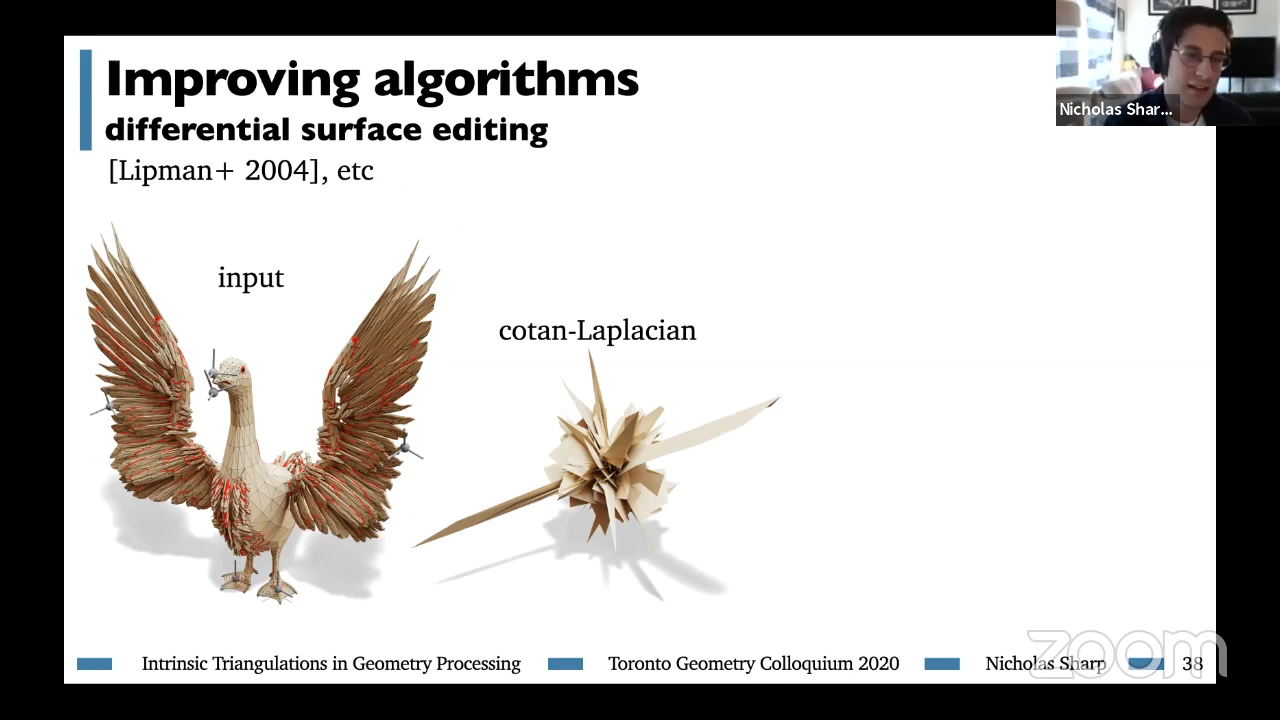 Improving algorithms
differential surface editing
[Lipman+ 2004], etc
input
cotan-Laplacian
Nicholas Shar...
Intrinsic Triangulations in Geometry Processing
Toronto Geometry Colloquium 2020
Nicholas Sharp
38
zoom